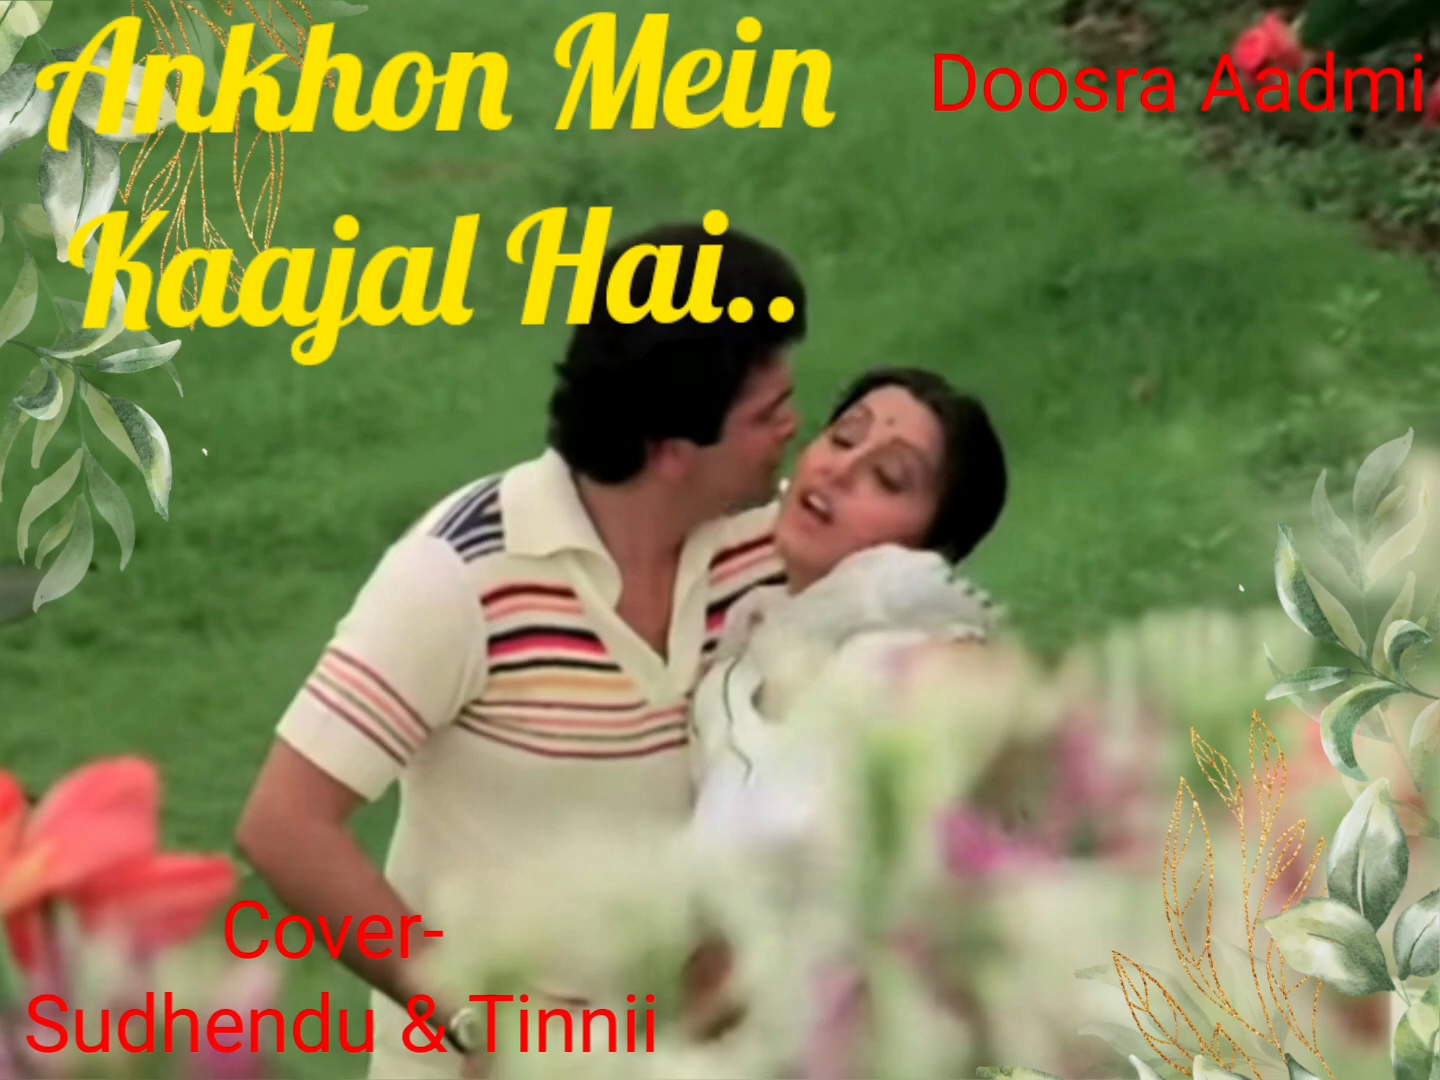 Ankhon Mein
Doosra Aadmi
Kaajal Hai..
Cover-
Sudhendu & Tinnii